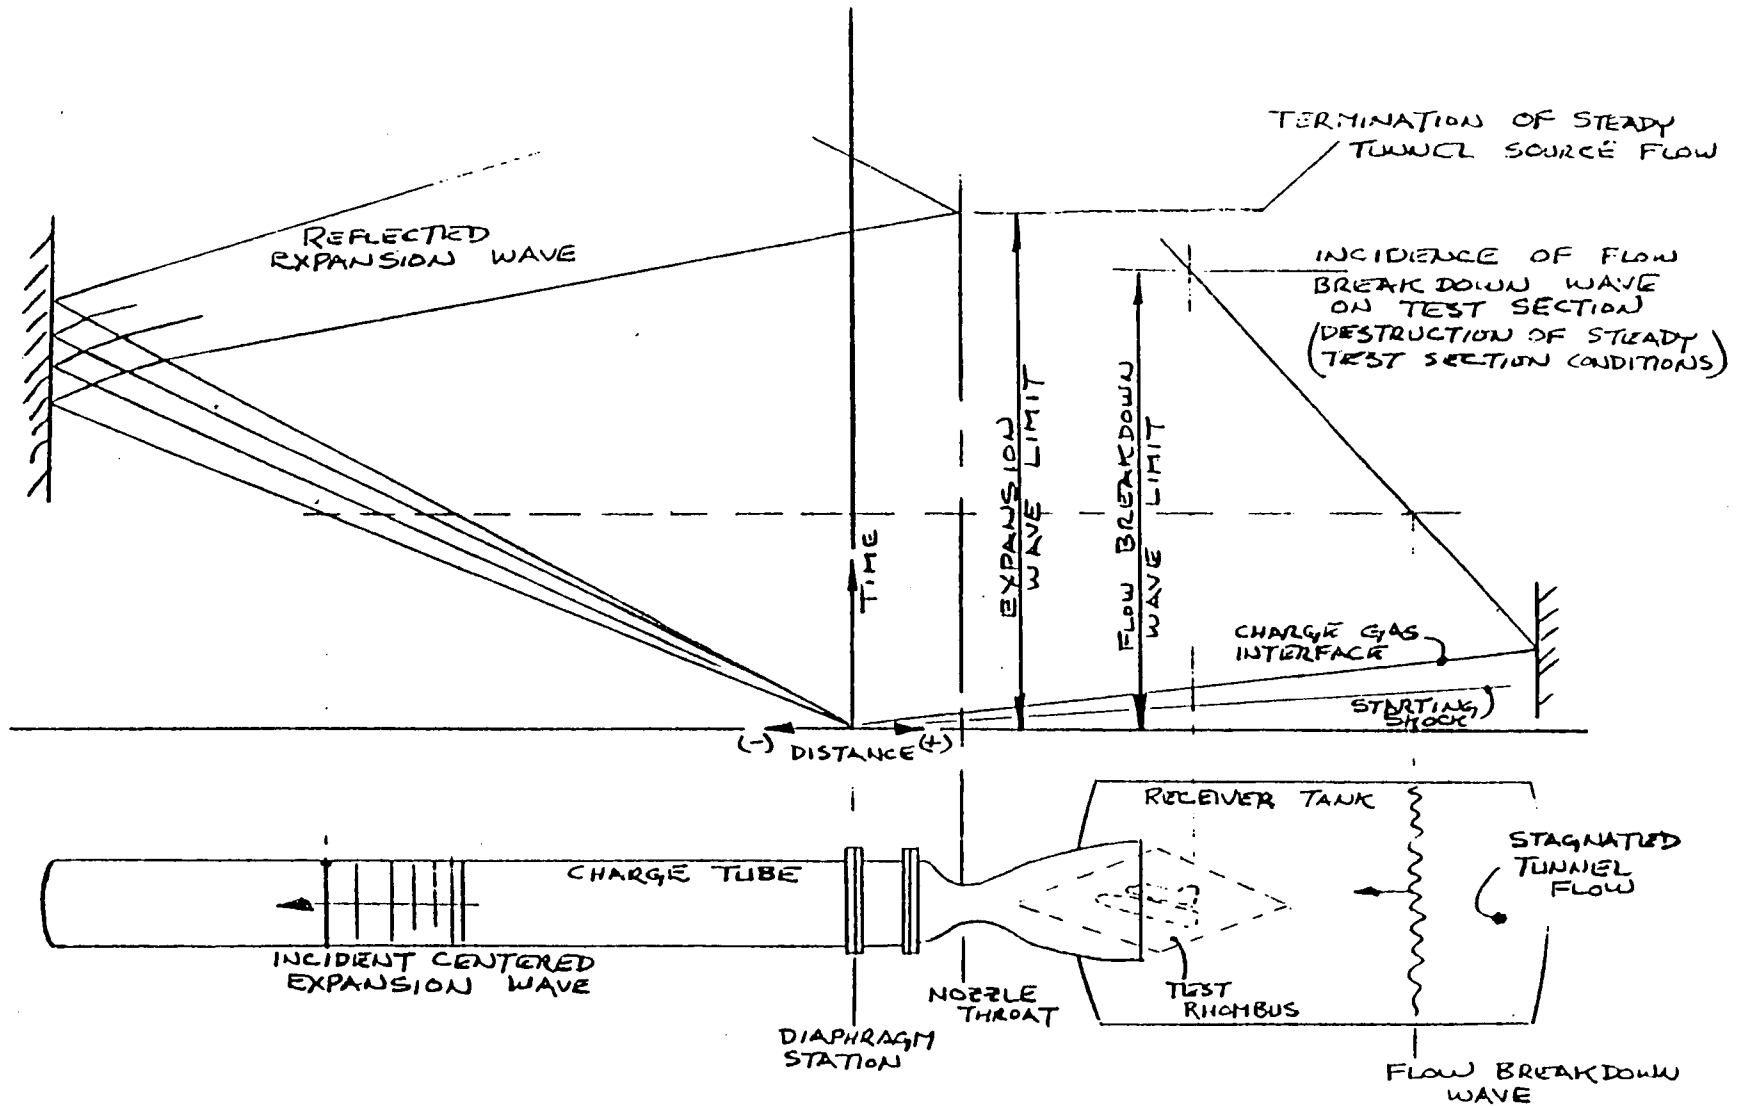 TERMINATION OF STEADY
TUNNEL SOURCE FLOW
REFLECTED
EXPANSION WAVE
INCIDENCE OF FLOW
BREAKDOWN WAVE
ON TEST SECTION
(DESTRUCTION OF STEADY
TEST SECTION CONDITIONS)
EXPANSION
WAVE LIMIT
FLOW BREAKDOWN
WAVE LIMIT
TIME
CHARGE GAS
INTERFACE
STARTING
SHOCK
(-) DISTANCE (+)
RECEIVER TANK
CHARGE TUBE
STAGNATED
TUNNEL
FLOW
INCIDENT CENTERED
EXPANSION WAVE
NOZZLE
THROAT
TEST
RHOMBUS
DIAPHRAGM
STATION
FLOW BREAKDOWN
WAVE